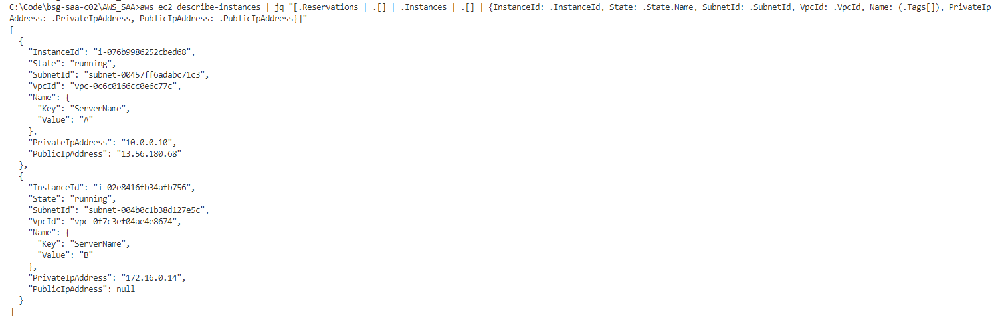 C:\Code\bsg-saa-c02\AWS_SAA>aws ec2 describe-instances | jq "[.Reservations | .[] | .Instances | .[] | {InstanceId: .InstanceId, State: .State.Name, SubnetId: .SubnetId, VpcId: .VpcId, Name: (.Tags[]), PrivateIp
Address: .PrivateIpAddress, PublicIpAddress: .PublicIpAddress}]"
[
  {
    "InstanceId": "i-076b9986252cbed68",
    "State": "running",
    "SubnetId": "subnet-00457ff6adabc71c3",
    "VpcId": "vpc-0c6c0166cc0e6c77c",
    "Name": {
      "Key": "ServerName",
      "Value": "A"
    },
    "PrivateIpAddress": "10.0.0.10",
    "PublicIpAddress": "13.56.180.68"
  },
  {
    "InstanceId": "i-02e8416fb34afb756",
    "State": "running",
    "SubnetId": "subnet-004b0c1b38d127e5c",
    "VpcId": "vpc-0f7c3ef04ae4e8674",
    "Name": {
      "Key": "ServerName",
      "Value": "B"
    },
    "PrivateIpAddress": "172.16.0.14",
    "PublicIpAddress": null
  }
]